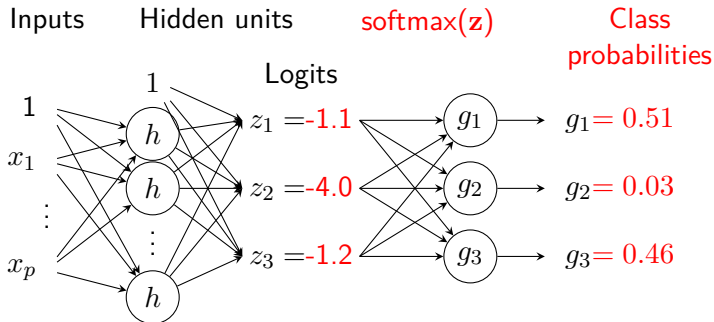 Inputs Hidden units softmax(z) Class probabilities
Logits
1
1 h z₁ = -1.1 g₁ g₁ = 0.51
x₁
h z₂ = -4.0 g₂ g₂ = 0.03
⋮ ⋮
xₚ z₃ = -1.2 g₃ g₃ = 0.46
h